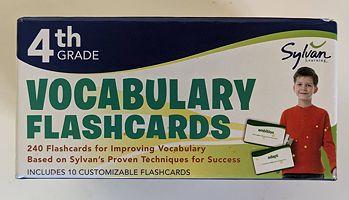 4th
GRADE
Sylvan
Learning
VOCABULARY
FLASHCARDS
240 Flashcards for Improving Vocabulary
Based on Sylvan's Proven Techniques for Success
INCLUDES 10 CUSTOMIZABLE FLASHCARDS
ambition
adapt